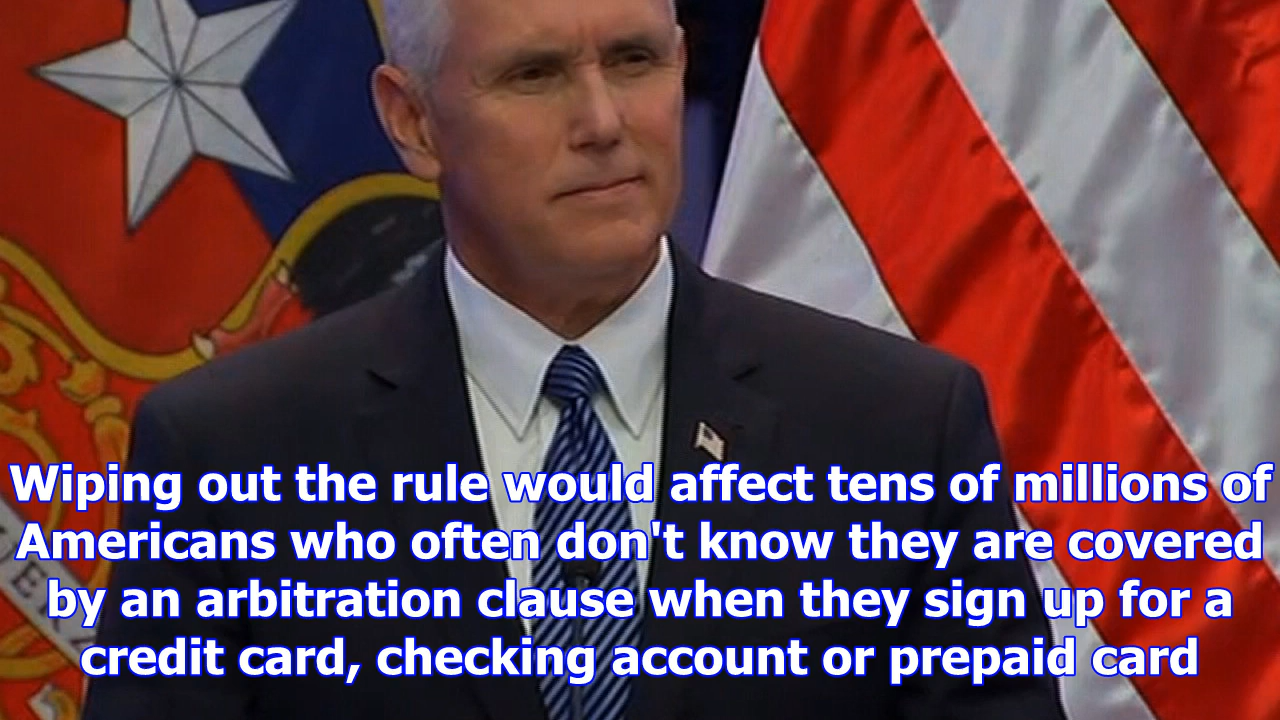 Wiping out the rule would affect tens of millions of
Americans who often don't know they are covered
by an arbitration clause when they sign up for a
credit card, checking account or prepaid card